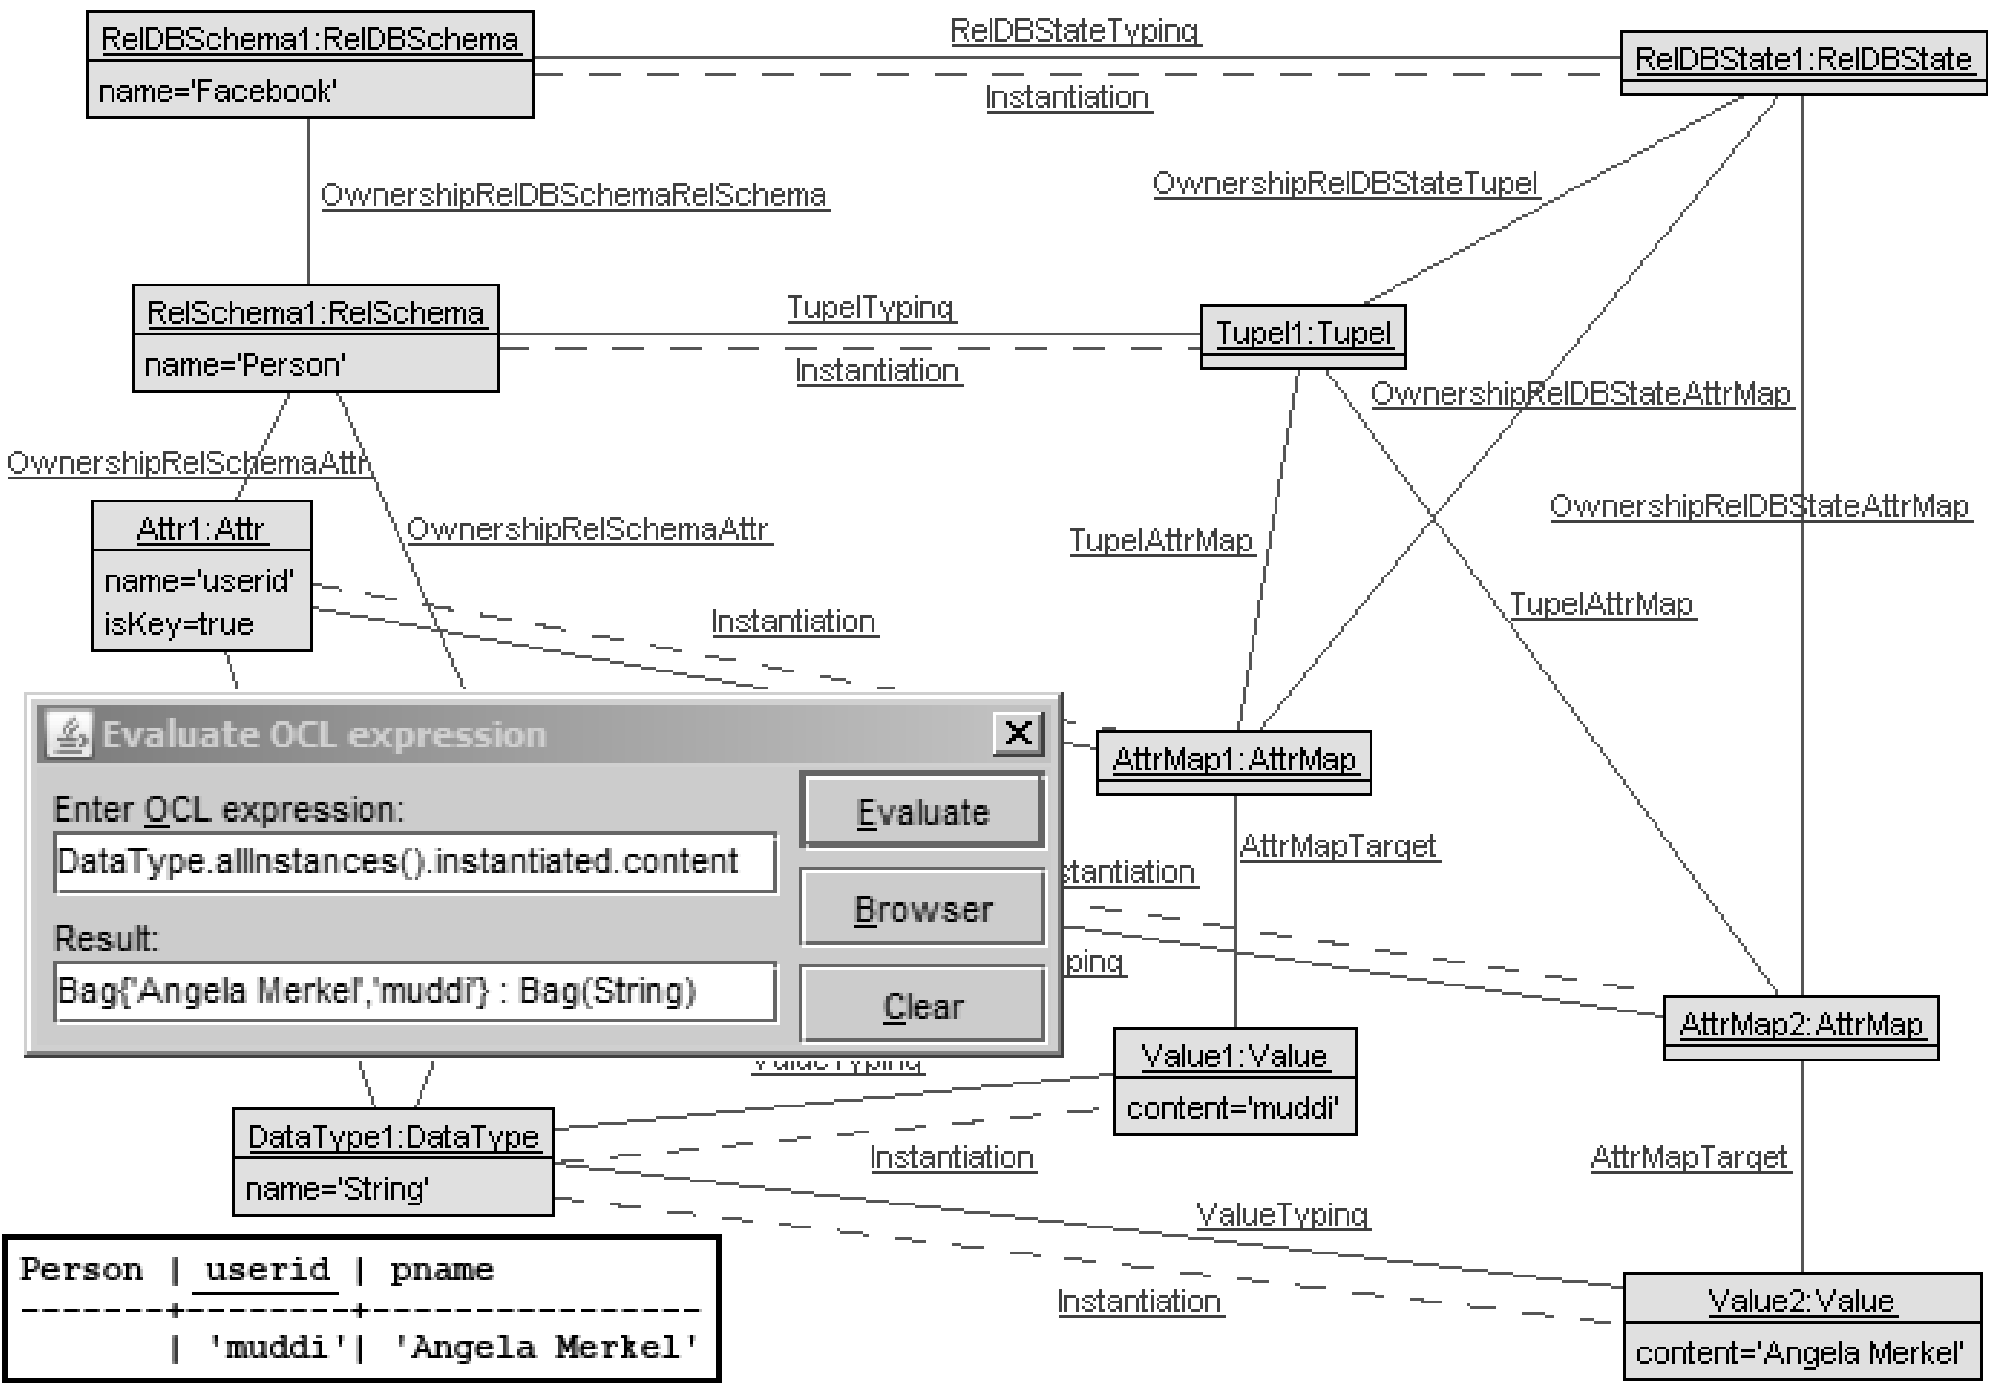 RelDBSchema1:RelDBSchema
name='Facebook'
RelDBStateTyping
Instantiation
RelDBState1:RelDBState
OwnershipRelDBSchemaRelSchema
OwnershipRelDBStateTupel
RelSchema1:RelSchema
name='Person'
TupelTyping
Instantiation
Tupel1:Tupel
OwnershipRelDBStateAttrMap
OwnershipRelSchemaAttr
Attr1:Attr
name='userid'
isKey=true
OwnershipRelSchemaAttr
OwnershipRelDBStateAttrMap
TupelAttrMap
TupelAttrMap
Instantiation
Evaluate OCL expression
Enter OCL expression:
DataType.allInstances().instantiated.content
Result:
Bag{'Angela Merkel','muddi'} : Bag(String)
Evaluate
Browser
Clear
AttrMap1:AttrMap
AttrMapTarget
stantiation
ping
AttrMap2:AttrMap
ValueTyping
Value1:Value
content='muddi'
DataType1:DataType
name='String'
Instantiation
AttrMapTarget
ValueTyping
Instantiation
Value2:Value
content='Angela Merkel'
Person | userid | pname
-------+--------+----------------
| 'muddi'| 'Angela Merkel'